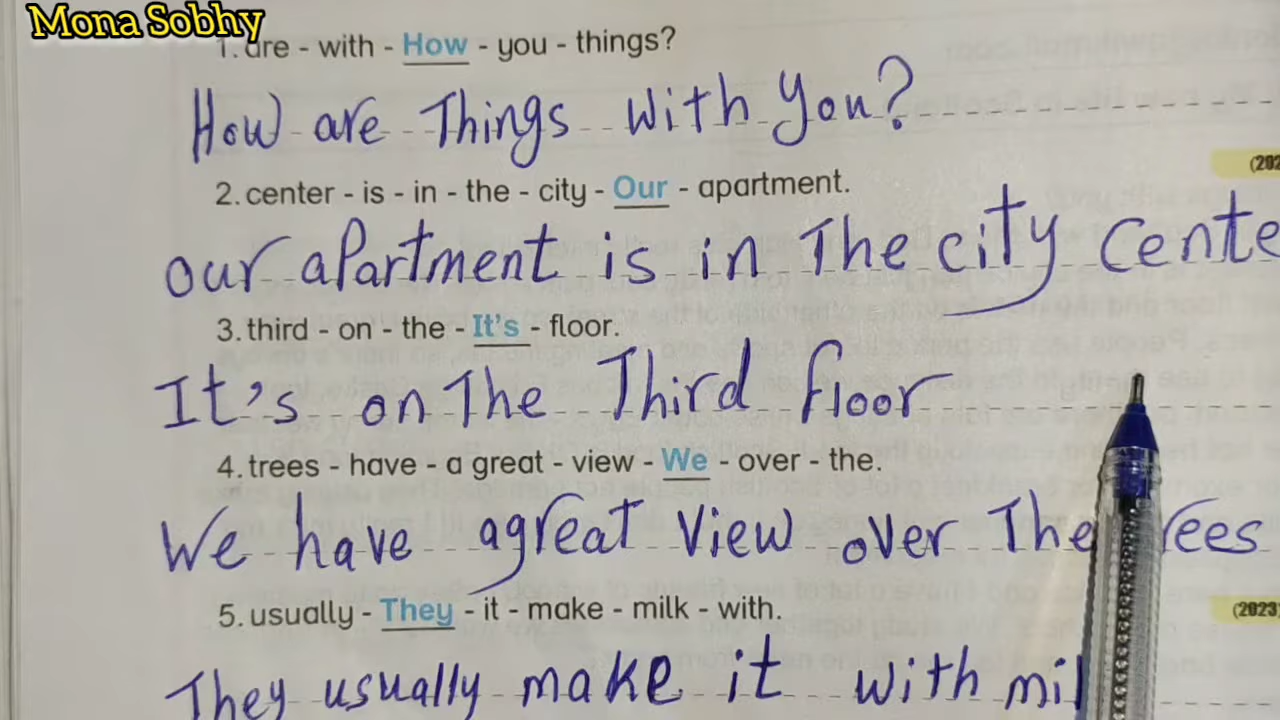 Mona Sobhy
1. are - with - How - you - things?
How are Things with you?
2. center - is - in - the - city - Our - apartment.
(202
our apartment is in The city Cente
3. third - on - the - It's - floor.
It's on The Third floor
4. trees - have - a great - view - We - over - the.
We have agreat view over The rees
5. usually - They - it - make - milk - with.
(2023
They usually make it with mil